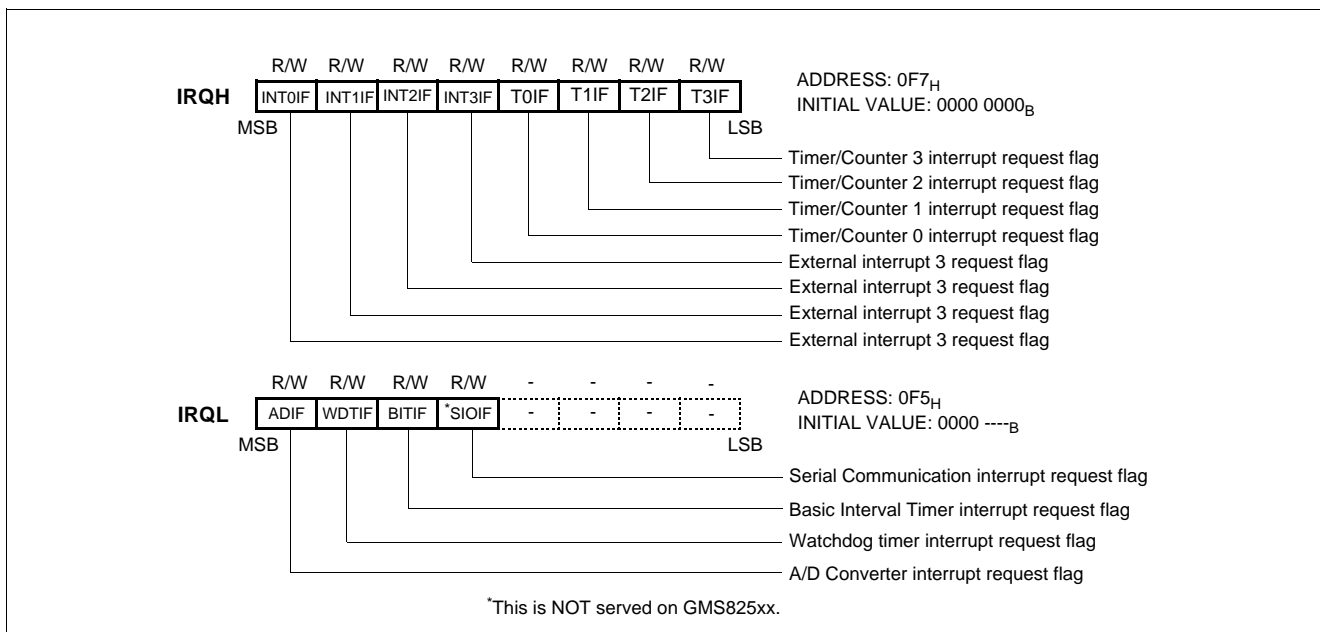 R/W R/W R/W R/W R/W R/W R/W R/W
IRQH INT0IF INT1IF INT2IF INT3IF T0IF T1IF T2IF T3IF
MSB LSB
ADDRESS: 0F7H
INITIAL VALUE: 0000 0000B
Timer/Counter 3 interrupt request flag
Timer/Counter 2 interrupt request flag
Timer/Counter 1 interrupt request flag
Timer/Counter 0 interrupt request flag
External interrupt 3 request flag
External interrupt 3 request flag
External interrupt 3 request flag
External interrupt 3 request flag
R/W R/W R/W R/W - - - -
IRQL ADIF WDTIF BITIF *SIOIF - - - -
MSB LSB
ADDRESS: 0F5H
INITIAL VALUE: 0000 ----B
Serial Communication interrupt request flag
Basic Interval Timer interrupt request flag
Watchdog timer interrupt request flag
A/D Converter interrupt request flag
*This is NOT served on GMS825xx.